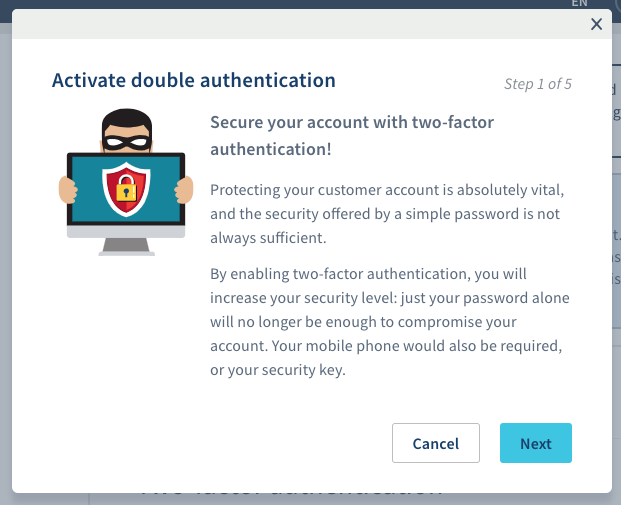 EN
Activate double authentication
Step 1 of 5
Secure your account with two-factor
authentication!
Protecting your customer account is absolutely vital,
and the security offered by a simple password is not
always sufficient.
By enabling two-factor authentication, you will
increase your security level: just your password alone
will no longer be enough to compromise your
account. Your mobile phone would also be required,
or your security key.
Cancel
Next